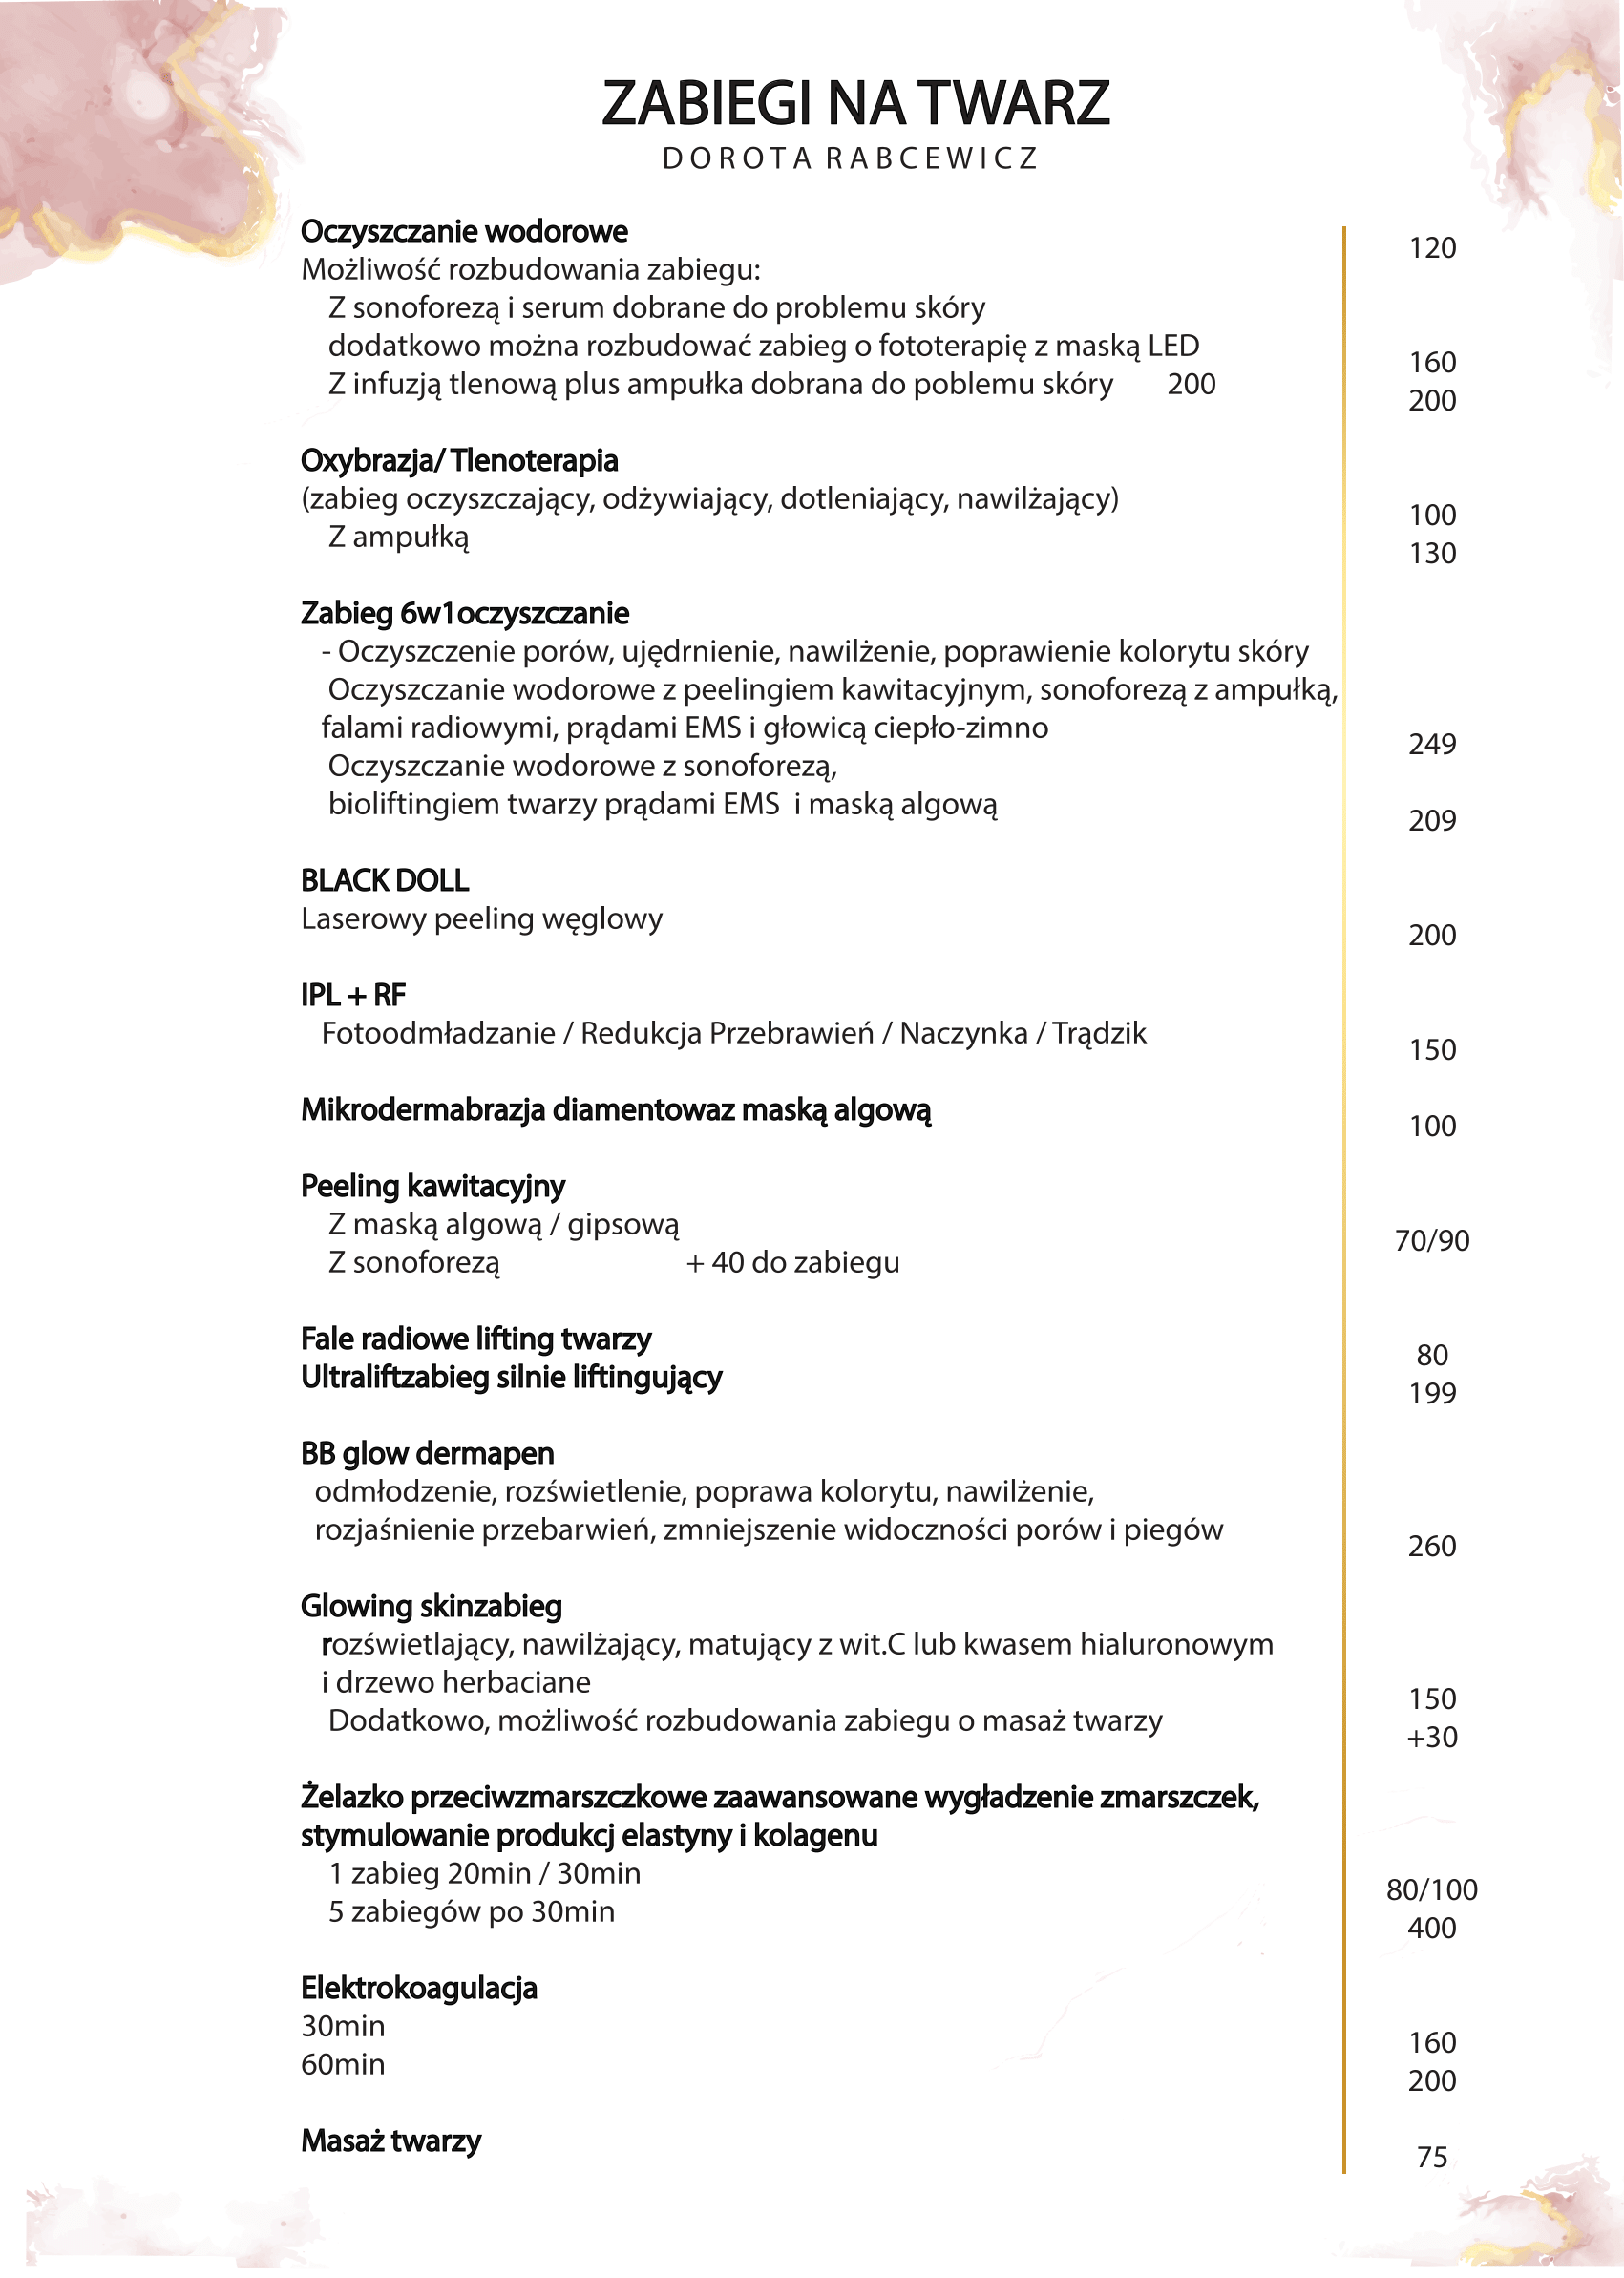 ZABIEGI NA TWARZ
DOROTA RABCEWICZ
Oczyszczanie wodorowe 120
Możliwość rozbudowania zabiegu:
Z sonoforezą i serum dobrane do problemu skóry
dodatkowo można rozbudować zabieg o fototerapię z maską LED 160
Z infuzją tlenową plus ampułka dobrana do poblemu skóry 200 200
Oxybrazja/ Tlenoterapia
(zabieg oczyszczający, odżywiający, dotleniający, nawilżający) 100
Z ampułką 130
Zabieg 6w1oczyszczanie
- Oczyszczenie porów, ujędrnienie, nawilżenie, poprawienie kolorytu skóry
Oczyszczanie wodorowe z peelingiem kawitacyjnym, sonoforezą z ampułką,
falami radiowymi, prądami EMS i głowicą ciepło-zimno 249
Oczyszczanie wodorowe z sonoforezą,
bioliftingiem twarzy prądami EMS i maską algową 209
BLACK DOLL
Laserowy peeling węglowy 200
IPL + RF
Fotoodmładzanie / Redukcja Przebrawień / Naczynka / Trądzik 150
Mikrodermabrazja diamentowaz maską algową 100
Peeling kawitacyjny
Z maską algową / gipsową 70/90
Z sonoforezą + 40 do zabiegu
Fale radiowe lifting twarzy 80
Ultraliftzabieg silnie liftingujący 199
BB glow dermapen
odmłodzenie, rozświetlenie, poprawa kolorytu, nawilżenie,
rozjaśnienie przebarwień, zmniejszenie widoczności porów i piegów 260
Glowing skinzabieg
rozświetlający, nawilżający, matujący z wit.C lub kwasem hialuronowym
i drzewo herbaciane 150
Dodatkowo, możliwość rozbudowania zabiegu o masaż twarzy +30
Żelazko przeciwzmarszczkowe zaawansowane wygładzenie zmarszczek,
stymulowanie produkcj elastyny i kolagenu
1 zabieg 20min / 30min 80/100
5 zabiegów po 30min 400
Elektrokoagulacja
30min 160
60min 200
Masaż twarzy 75